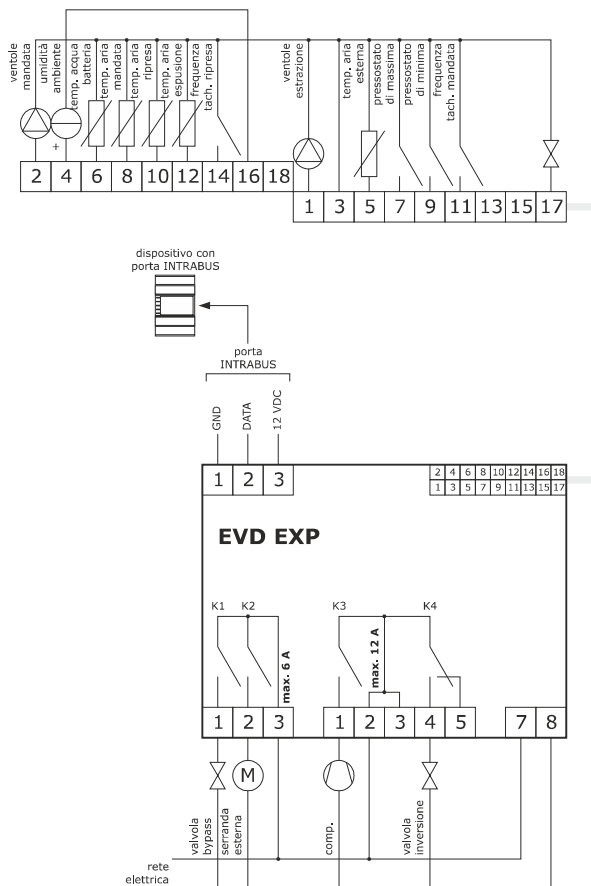 ventole
mandata
umidità
ambiente
temp. acqua
batteria
temp. aria
mandata
temp. aria
ripresa
temp. aria
espusione
frequenza
tach. ripresa
ventole
estrazione
temp. aria
esterna
pressostato
di massima
pressostato
di minima
frequenza
tach. mandata
+
2 4 6 8 10 12 14 16 18
1 3 5 7 9 11 13 15 17
dispositivo con
porta INTRABUS
porta
INTRABUS
GND
DATA
12 VDC
1 2 3
2 4 6 8 10 12 14 16 18
1 3 5 7 9 11 13 15 17
EVD EXP
K1 K2 K3 K4
max. 6 A
max. 12 A
1 2 3 1 2 3 4 5 7 8
M
valvola
bypass
serranda
esterna
comp.
valvola
inversione
rete
elettrica